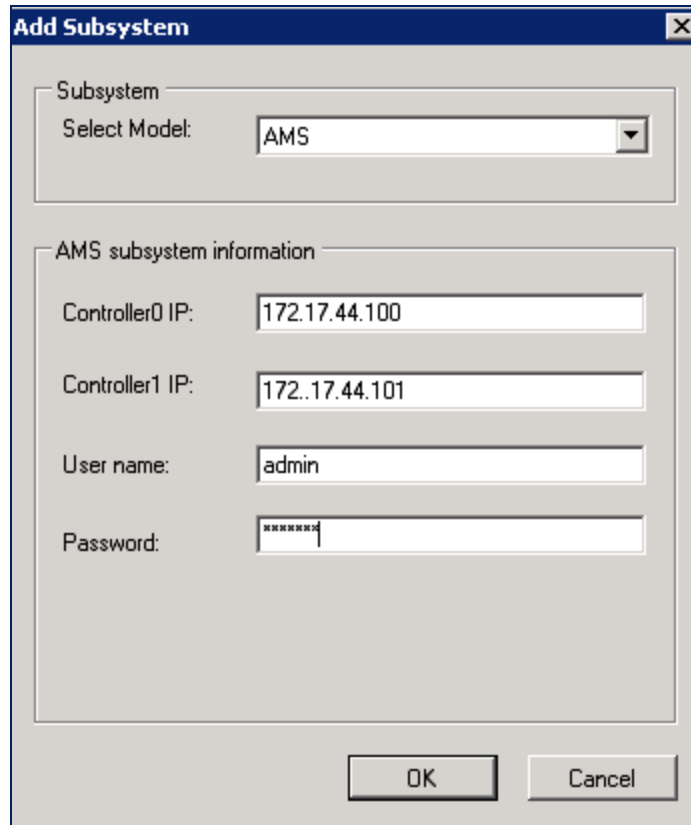 Add Subsystem
Subsystem
Select Model: AMS
AMS subsystem information
Controller0 IP: 172.17.44.100
Controller1 IP: 172..17.44.101
User name: admin
Password: *******
OK Cancel